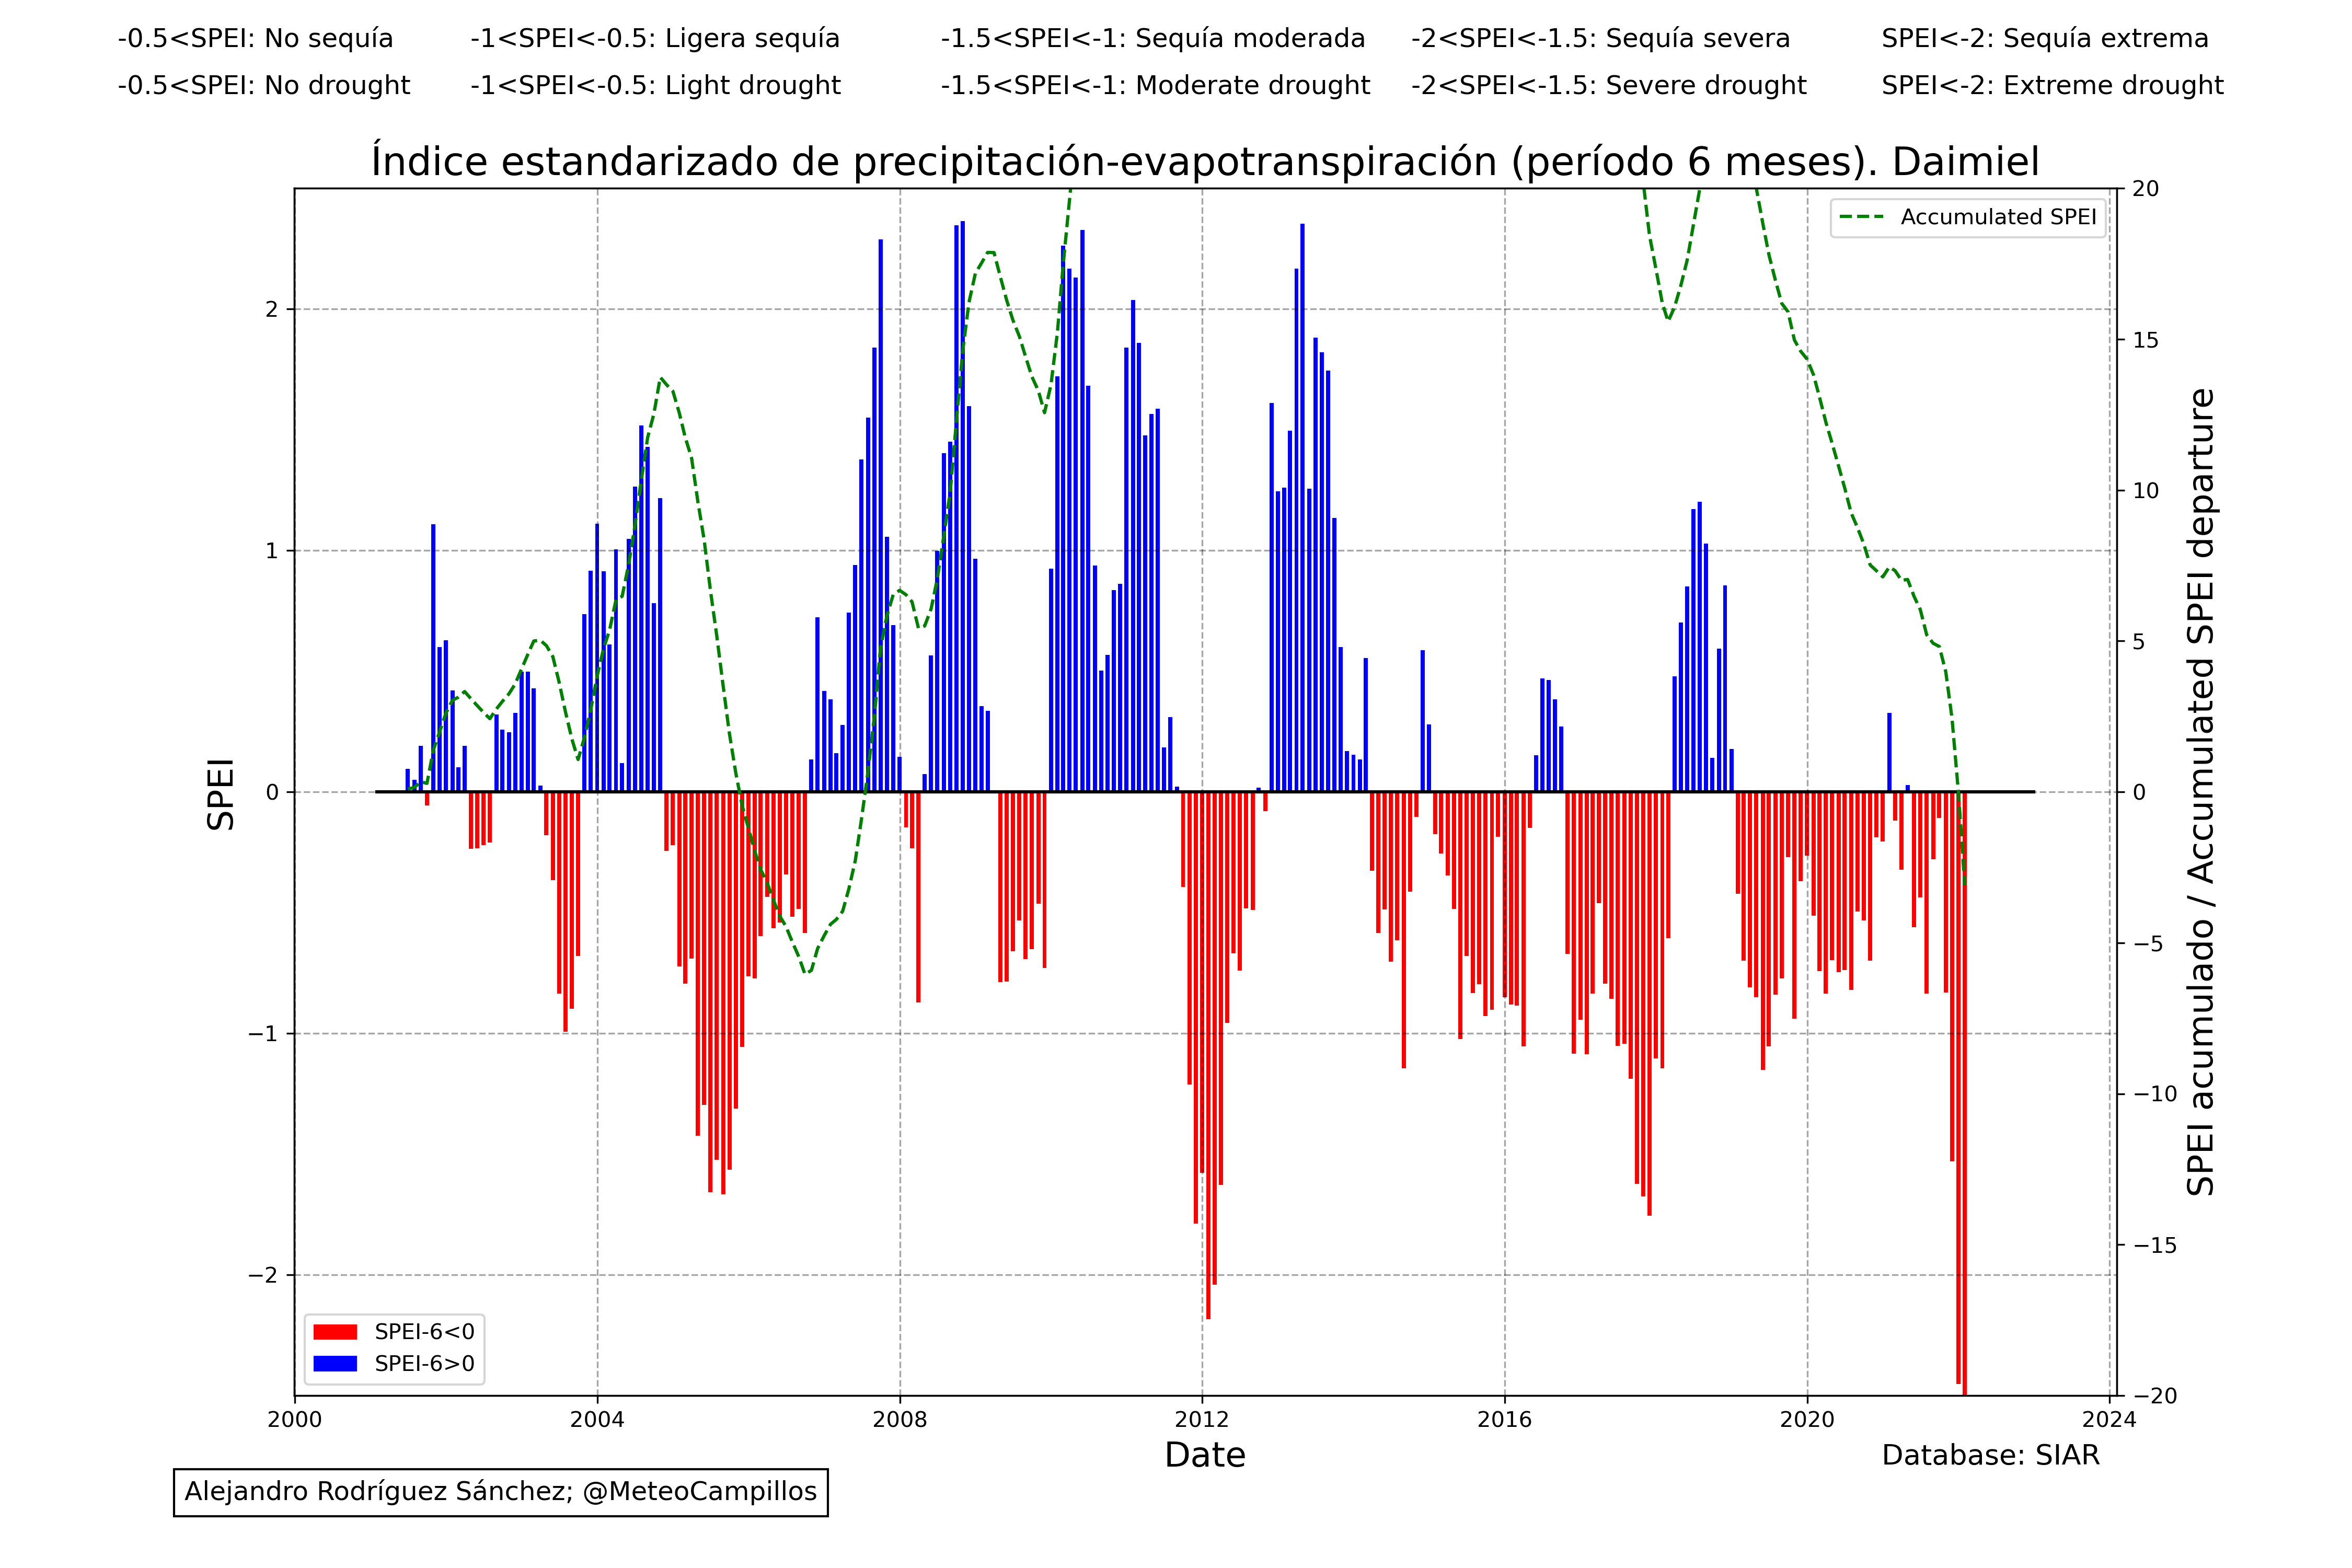 -0.5<SPEI: No sequía -1<SPEI<-0.5: Ligera sequía -1.5<SPEI<-1: Sequía moderada -2<SPEI<-1.5: Sequía severa SPEI<-2: Sequía extrema
-0.5<SPEI: No drought -1<SPEI<-0.5: Light drought -1.5<SPEI<-1: Moderate drought -2<SPEI<-1.5: Severe drought SPEI<-2: Extreme drought
Índice estandarizado de precipitación-evapotranspiración (período 6 meses). Daimiel
SPEI
2
1
0
−1
−2
Accumulated SPEI
20
15
10
5
0
−5
−10
−15
−20
SPEI acumulado / Accumulated SPEI departure
SPEI-6<0
SPEI-6>0
2000 2004 2008 2012 2016 2020 2024
Date
Database: SIAR
Alejandro Rodríguez Sánchez; @MeteoCampillos